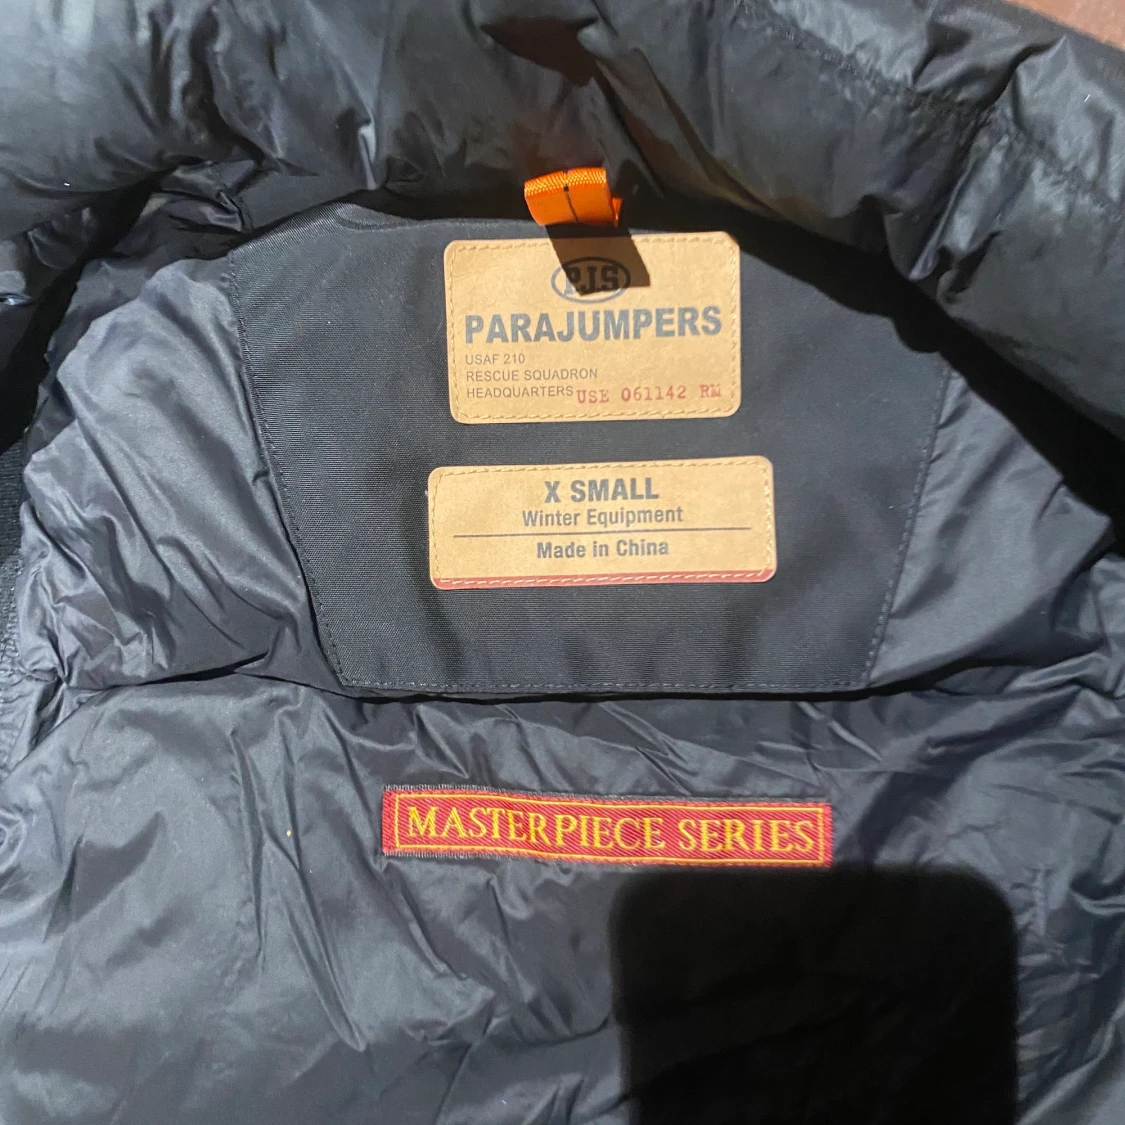 PJS
PARAJUMPERS
USAF 210
RESCUE SQUADRON
HEADQUARTERS USE 061142 RM
X SMALL
Winter Equipment
Made in China
MASTERPIECE SERIES